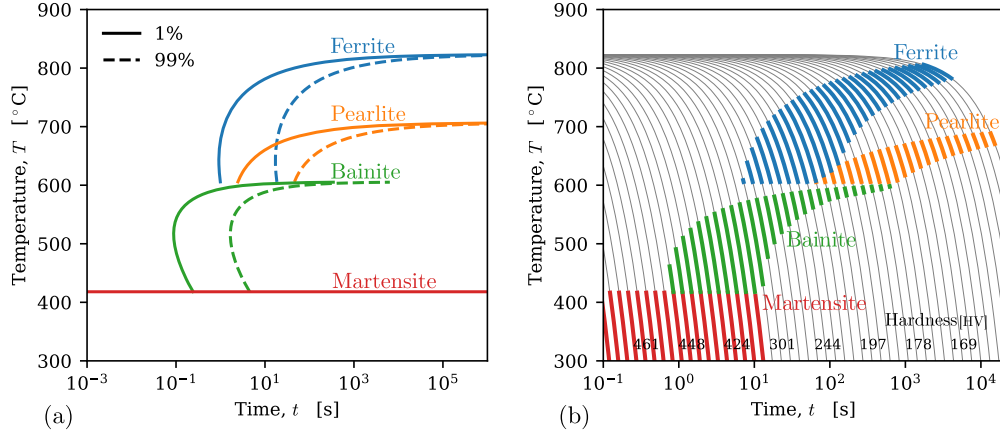 900
800
700
600
500
400
300
Temperature, T [°C]
1%
99%
Ferrite
Pearlite
Bainite
Martensite
10⁻³ 10⁻¹ 10¹ 10³ 10⁵
Time, t [s]
(a)
900
800
700
600
500
400
300
Temperature, T [°C]
Ferrite
Pearlite
Bainite
Martensite
Hardness[HV]
461 448 424 301 244 197 178 169
10⁻¹ 10⁰ 10¹ 10² 10³ 10⁴
Time, t [s]
(b)